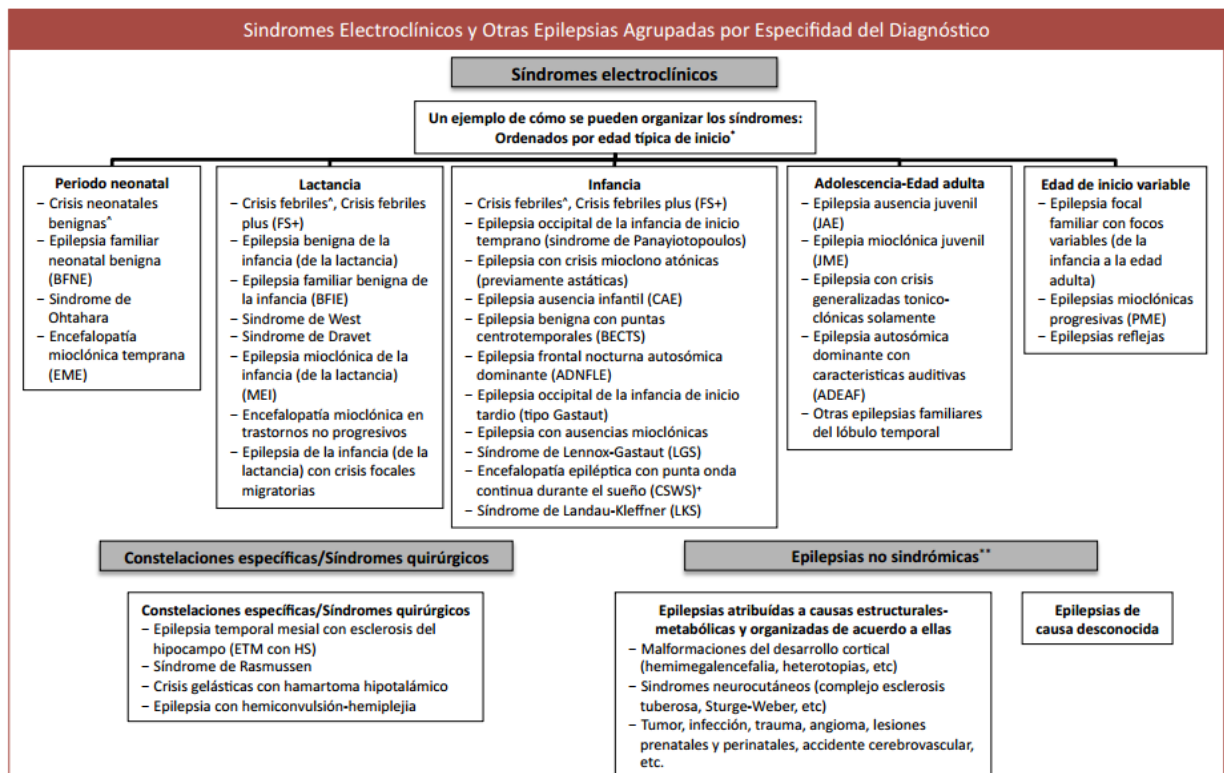 Sindromes Electroclínicos y Otras Epilepsias Agrupadas por Especifidad del Diagnóstico
Síndromes electroclínicos
Un ejemplo de cómo se pueden organizar los síndromes:
Ordenados por edad típica de inicio*
Periodo neonatal
– Crisis neonatales
benignas^
– Epilepsia familiar
neonatal benigna
(BFNE)
– Sindrome de
Ohtahara
– Encefalopatía
mioclónica temprana
(EME)
Lactancia
– Crisis febriles^, Crisis febriles
plus (FS+)
– Epilepsia benigna de la
infancia (de la lactancia)
– Epilepsia familiar benigna de
la infancia (BFIE)
– Sindrome de West
– Sindrome de Dravet
– Epilepsia mioclónica de la
infancia (de la lactancia)
(MEI)
– Encefalopatía mioclónica en
trastornos no progresivos
– Epilepsia de la infancia (de la
lactancia) con crisis focales
migratorias
Infancia
– Crisis febriles^, Crisis febriles plus (FS+)
– Epilepsia occipital de la infancia de inicio
temprano (sindrome de Panayiotopoulos)
– Epilepsia con crisis mioclono atónicas
(previamente astáticas)
– Epilepsia ausencia infantil (CAE)
– Epilepsia benigna con puntas
centrotemporales (BECTS)
– Epilepsia frontal nocturna autosómica
dominante (ADNFLE)
– Epilepsia occipital de la infancia de inicio
tardio (tipo Gastaut)
– Epilepsia con ausencias mioclónicas
– Síndrome de Lennox-Gastaut (LGS)
– Encefalopatía epiléptica con punta onda
continua durante el sueño (CSWS)+
– Síndrome de Landau-Kleffner (LKS)
Adolescencia-Edad adulta
– Epilepsia ausencia juvenil
(JAE)
– Epilepia mioclónica juvenil
(JME)
– Epilepsia con crisis
generalizadas tonico-
clónicas solamente
– Epilepsia autosómica
dominante con
caracteristicas auditivas
(ADEAF)
– Otras epilepsias familiares
del lóbulo temporal
Edad de inicio variable
– Epilepsia focal
familiar con focos
variables (de la
infancia a la edad
adulta)
– Epilepsias mioclónicas
progresivas (PME)
– Epilepsias reflejas
Constelaciones específicas/Síndromes quirúrgicos
Constelaciones específicas/Síndromes quirúrgicos
– Epilepsia temporal mesial con esclerosis del
hipocampo (ETM con HS)
– Síndrome de Rasmussen
– Crisis gelásticas con hamartoma hipotalámico
– Epilepsia con hemiconvulsión-hemiplejia
Epilepsias no sindrómicas**
Epilepsias atribuídas a causas estructurales-
metabólicas y organizadas de acuerdo a ellas
– Malformaciones del desarrollo cortical
(hemimegalencefalia, heterotopias, etc)
– Sindromes neurocutáneos (complejo esclerosis
tuberosa, Sturge-Weber, etc)
– Tumor, infección, trauma, angioma, lesiones
prenatales y perinatales, accidente cerebrovascular,
etc.
Epilepsias de
causa desconocida